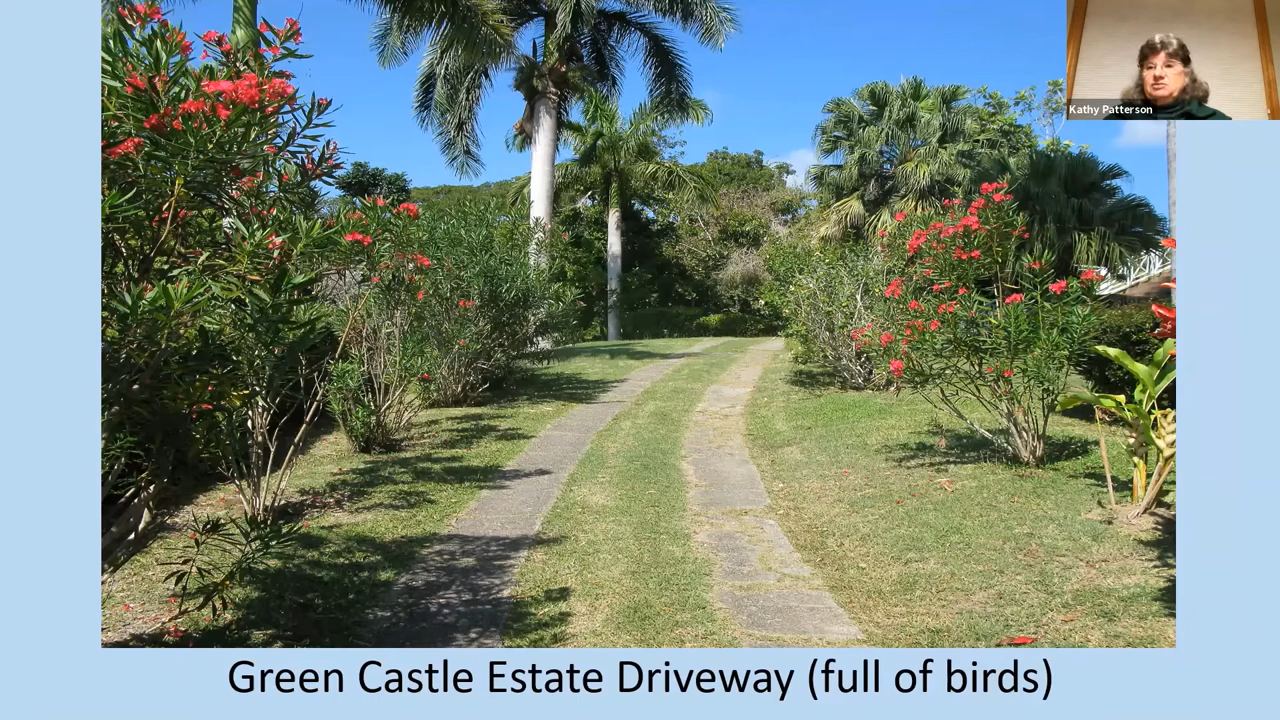 Kathy Patterson
Green Castle Estate Driveway (full of birds)